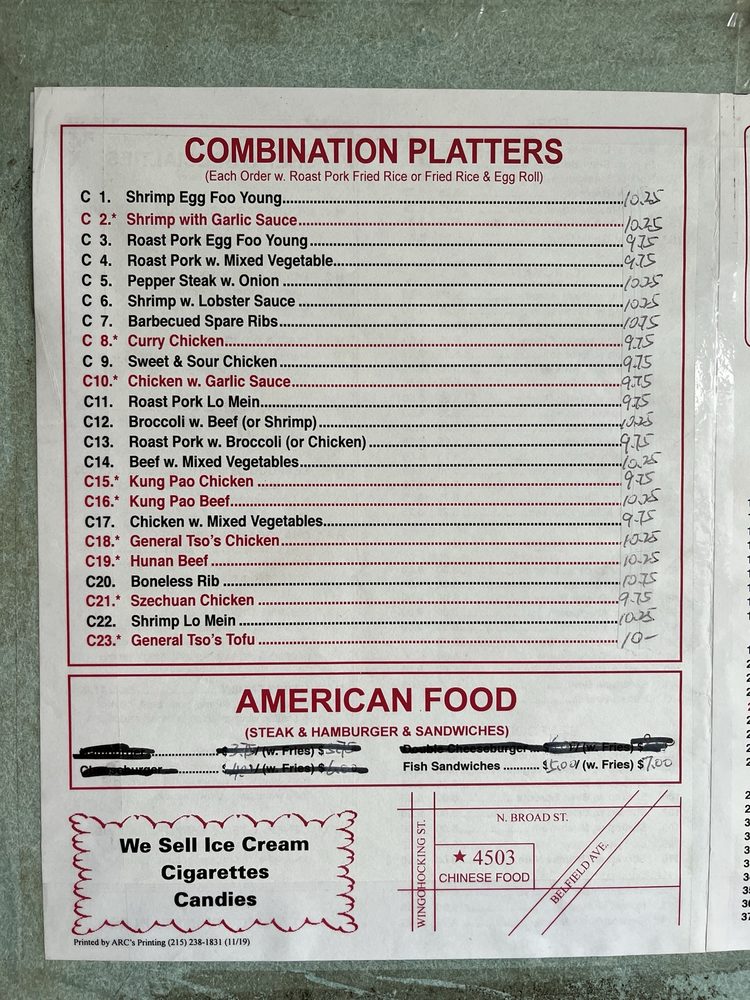 COMBINATION PLATTERS
(Each Order w. Roast Pork Fried Rice or Fried Rice & Egg Roll)
C 1. Shrimp Egg Foo Young 10.25
C 2.* Shrimp with Garlic Sauce 10.25
C 3. Roast Pork Egg Foo Young 9.75
C 4. Roast Pork w. Mixed Vegetable 9.75
C 5. Pepper Steak w. Onion 10.25
C 6. Shrimp w. Lobster Sauce 10.25
C 7. Barbecued Spare Ribs 10.75
C 8.* Curry Chicken 9.75
C 9. Sweet & Sour Chicken 9.75
C10.* Chicken w. Garlic Sauce 9.75
C11. Roast Pork Lo Mein 9.75
C12. Broccoli w. Beef (or Shrimp) 10.25
C13. Roast Pork w. Broccoli (or Chicken) 9.75
C14. Beef w. Mixed Vegetables 10.25
C15.* Kung Pao Chicken 9.75
C16.* Kung Pao Beef 10.25
C17. Chicken w. Mixed Vegetables 9.75
C18.* General Tso's Chicken 10.25
C19.* Hunan Beef 10.25
C20. Boneless Rib 10.75
C21.* Szechuan Chicken 9.75
C22. Shrimp Lo Mein 10.25
C23.* General Tso's Tofu 10-
AMERICAN FOOD
(STEAK & HAMBURGER & SANDWICHES)
(w. Fries) $
Double Cheeseburger $ (w. Fries) $
Cheeseburger $ / (w. Fries) $6.00
Fish Sandwiches $5.00/ (w. Fries) $7.00
We Sell Ice Cream
Cigarettes
Candies
N. BROAD ST.
WINGOHOCKING ST.
★ 4503
CHINESE FOOD
BELFIELD AVE.
Printed by ARC's Printing (215) 238-1831 (11/19)